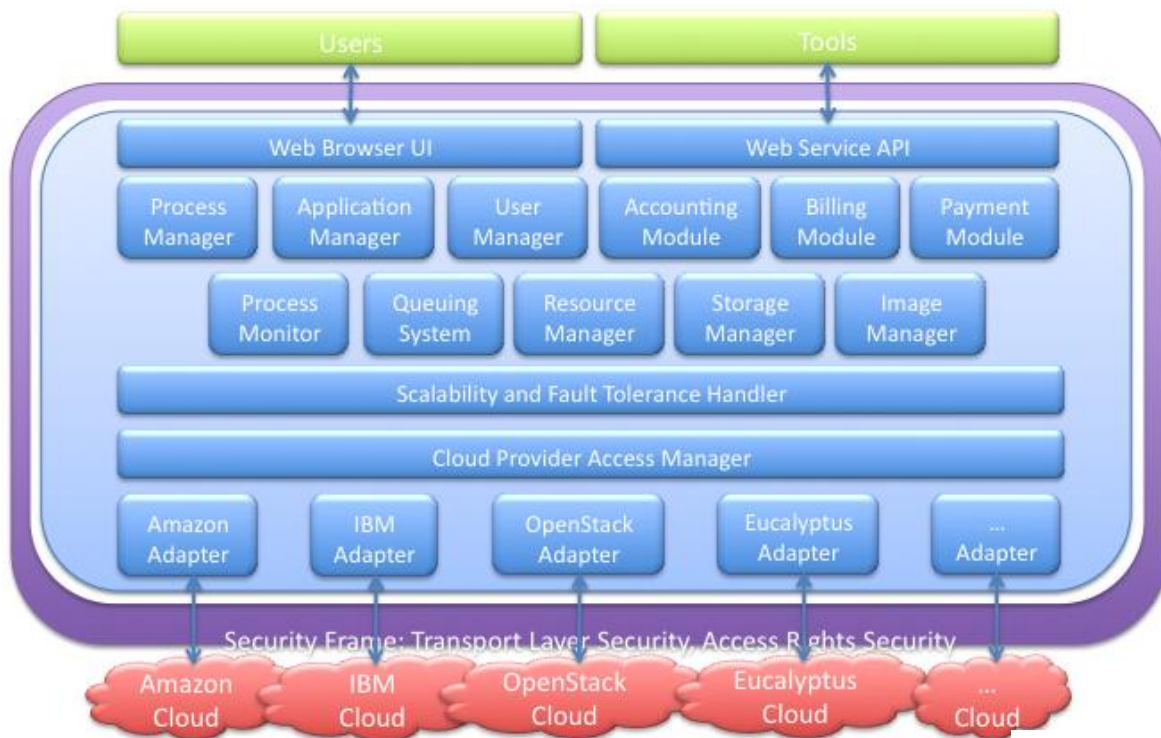 Users
Tools
Web Browser UI
Web Service API
Process
Manager
Application
Manager
User
Manager
Accounting
Module
Billing
Module
Payment
Module
Process
Monitor
Queuing
System
Resource
Manager
Storage
Manager
Image
Manager
Scalability and Fault Tolerance Handler
Cloud Provider Access Manager
Amazon
Adapter
IBM
Adapter
OpenStack
Adapter
Eucalyptus
Adapter
...
Adapter
Security Frame: Transport Layer Security, Access Rights Security
Amazon
Cloud
IBM
Cloud
OpenStack
Cloud
Eucalyptus
Cloud
...
Cloud